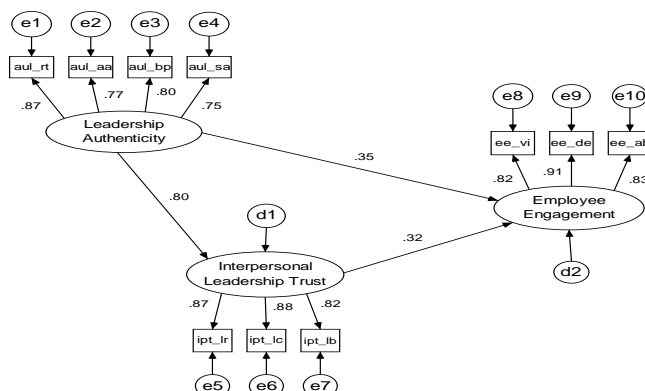 e1 e2 e3 e4
aul_rt aul_aa aul_bp aul_sa
.87 .77 .80 .75
Leadership
Authenticity
e8 e9 e10
ee_vi ee_de ee_ab
.82 .91 .83
.35
Employee
Engagement
.80
d1
.32
Interpersonal
Leadership Trust
d2
.87 .88 .82
ipt_lr ipt_lc ipt_lb
e5 e6 e7